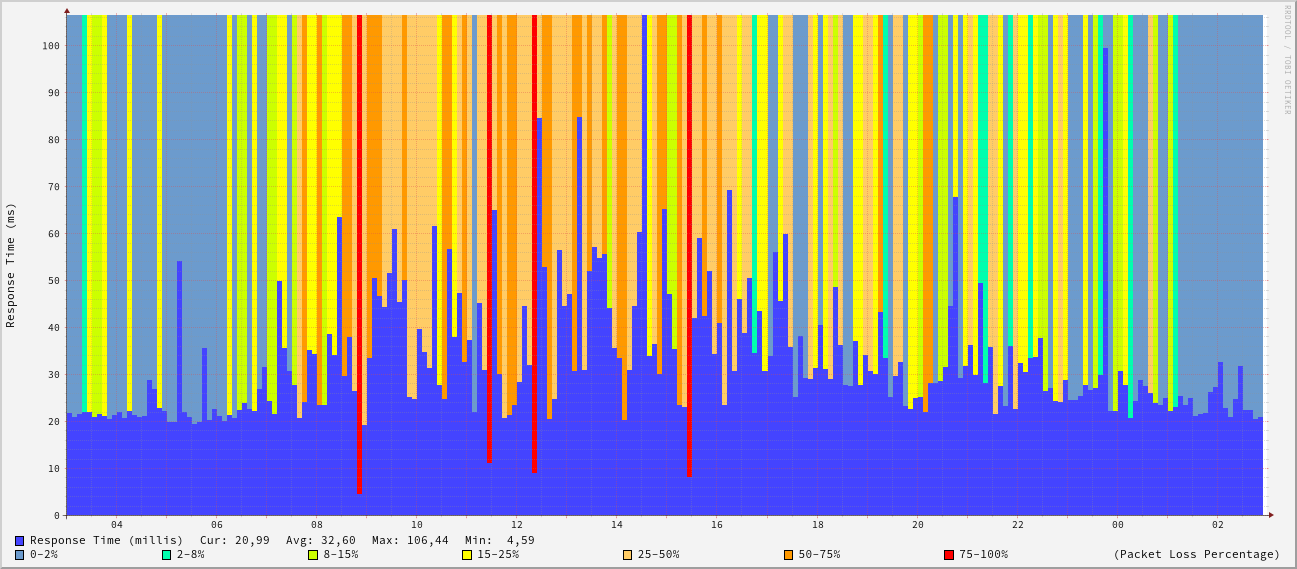 RRDTOOL / TOBI OETIKER
Response Time (ms)
100
90
80
70
60
50
40
30
20
10
0
04 06 08 10 12 14 16 18 20 22 00 02
Response Time (millis) Cur: 20,99 Avg: 32,60 Max: 106,44 Min: 4,59
0-2% 2-8% 8-15% 15-25% 25-50% 50-75% 75-100% (Packet Loss Percentage)